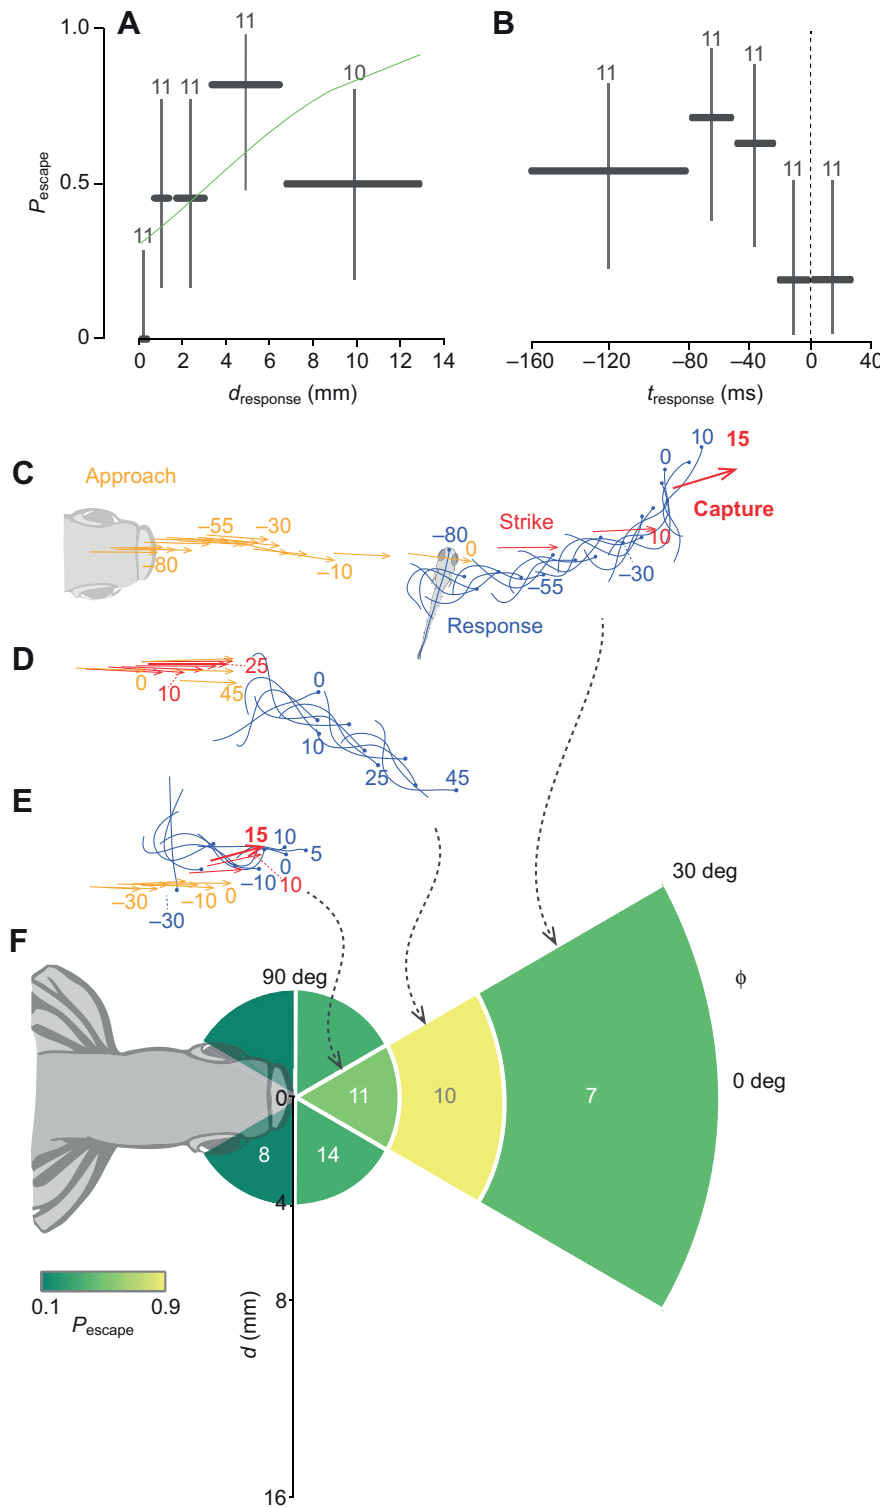 A
B
1.0
0.5
0
P escape
11
11 11
11
11
10
0 2 4 6 8 10 12 14
d response (mm)
11
11
11
11 11
–160 –120 –80 –40 0 40
t response (ms)
C
Approach
–55 –30
–80
–10
–80 0
Strike
Response
–55
–30
10
0
10 15
Capture
D
0
10
25
45
0
10
25
45
E
15 10
5
0
–10 10
–30 –10 0
–30
F
90 deg
30 deg
ϕ
0 deg
11
10
7
8
14
0
4
8
16
d (mm)
0.1 0.9
P escape